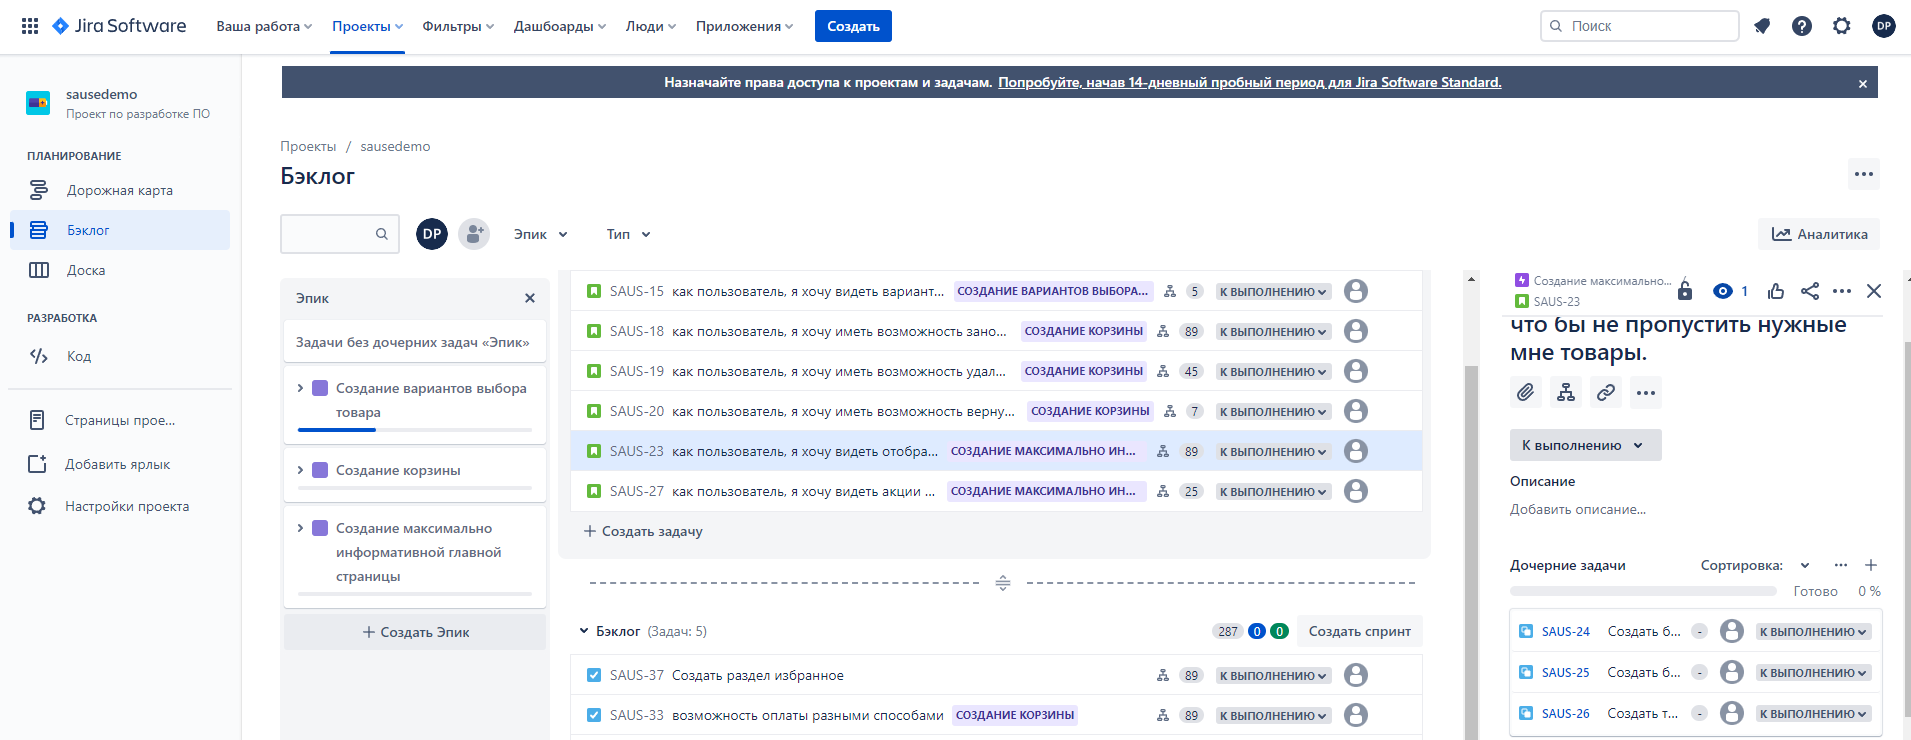 Jira Software
Ваша работа
Проекты
Фильтры
Дашборды
Люди
Приложения
Создать
Поиск
DP
sausedemo
Проект по разработке ПО
ПЛАНИРОВАНИЕ
Дорожная карта
Бэклог
Доска
РАЗРАБОТКА
Код
Страницы прое...
Добавить ярлык
Настройки проекта
Назначайте права доступа к проектам и задачам. Попробуйте, начав 14-дневный пробный период для Jira Software Standard.
Проекты / sausedemo
Бэклог
DP
Эпик
Тип
Аналитика
Эпик
Задачи без дочерних задач «Эпик»
Создание вариантов выбора
товара
Создание корзины
Создание максимально
информативной главной
страницы
Создать Эпик
SAUS-15 как пользователь, я хочу видеть вариант... СОЗДАНИЕ ВАРИАНТОВ ВЫБОРА... 5 К ВЫПОЛНЕНИЮ
SAUS-18 как пользователь, я хочу иметь возможность зано... СОЗДАНИЕ КОРЗИНЫ 89 К ВЫПОЛНЕНИЮ
SAUS-19 как пользователь, я хочу иметь возможность удал... СОЗДАНИЕ КОРЗИНЫ 45 К ВЫПОЛНЕНИЮ
SAUS-20 как пользователь, я хочу иметь возможность верну... СОЗДАНИЕ КОРЗИНЫ 7 К ВЫПОЛНЕНИЮ
SAUS-23 как пользователь, я хочу видеть отобра... СОЗДАНИЕ МАКСИМАЛЬНО ИН... 89 К ВЫПОЛНЕНИЮ
SAUS-27 как пользователь, я хочу видеть акции ... СОЗДАНИЕ МАКСИМАЛЬНО ИН... 25 К ВЫПОЛНЕНИЮ
Создать задачу
Бэклог (Задач: 5) 287 0 0 Создать спринт
SAUS-37 Создать раздел избранное 89 К ВЫПОЛНЕНИЮ
SAUS-33 возможность оплаты разными способами СОЗДАНИЕ КОРЗИНЫ 89 К ВЫПОЛНЕНИЮ
Создание максимально...
SAUS-23
1
что бы не пропустить нужные
мне товары.
К выполнению
Описание
Добавить описание...
Дочерние задачи Сортировка:
Готово 0 %
SAUS-24 Создать б... - К ВЫПОЛНЕНИЮ
SAUS-25 Создать б... - К ВЫПОЛНЕНИЮ
SAUS-26 Создать т... - К ВЫПОЛНЕНИЮ